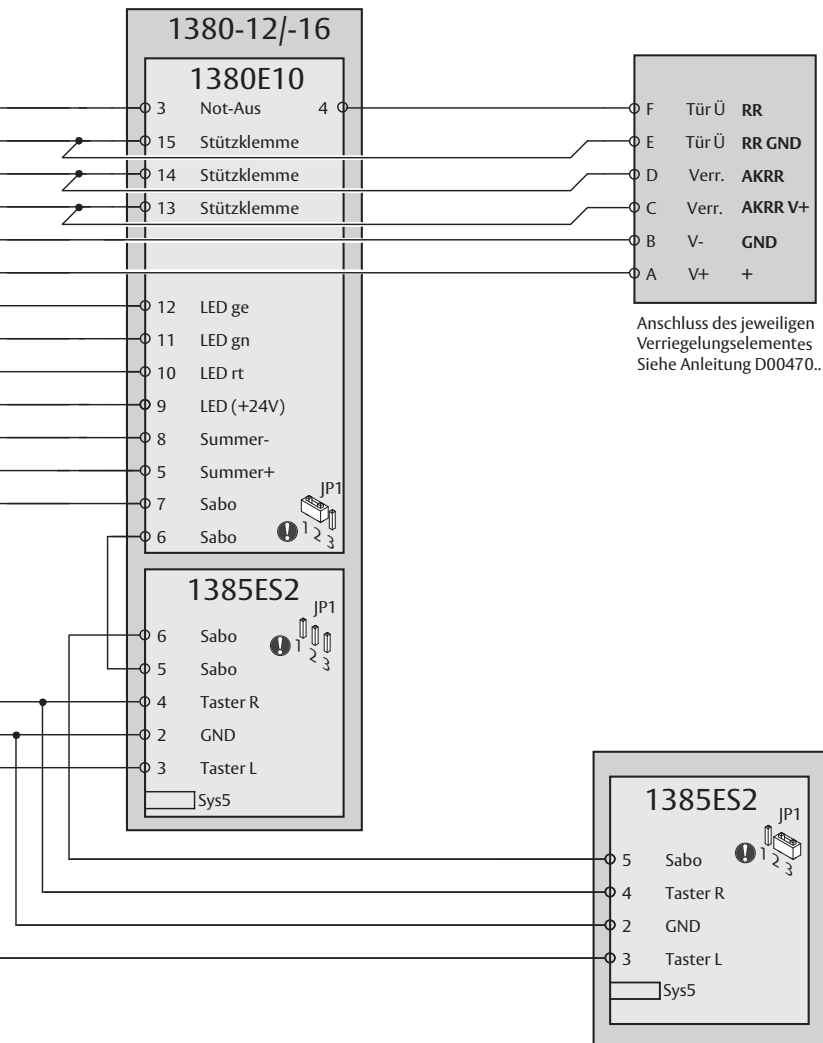 1380-12/-16
1380E10
3 Not-Aus 4
15 Stützklemme
14 Stützklemme
13 Stützklemme
12 LED ge
11 LED gn
10 LED rt
9 LED (+24V)
8 Summer-
5 Summer+
JP1
7 Sabo
1 2 3
6 Sabo
F Tür Ü RR
E Tür Ü RR GND
D Verr. AKRR
C Verr. AKRR V+
B V- GND
A V+ +
Anschluss des jeweiligen
Verriegelungselementes
Siehe Anleitung D00470..
1385ES2
JP1
6 Sabo
1 2 3
5 Sabo
4 Taster R
2 GND
3 Taster L
Sys5
1385ES2
JP1
5 Sabo
1 2 3
4 Taster R
2 GND
3 Taster L
Sys5